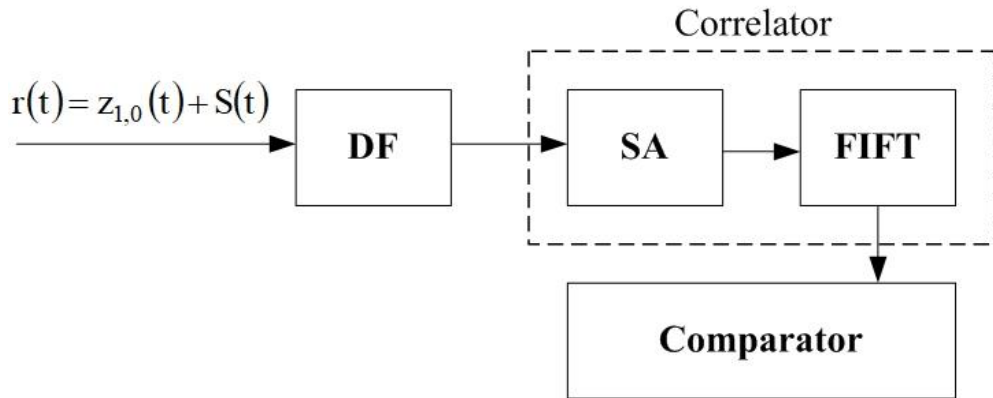 Correlator
r(t)= z₁,₀(t)+ S(t)
DF
SA
FIFT
Comparator